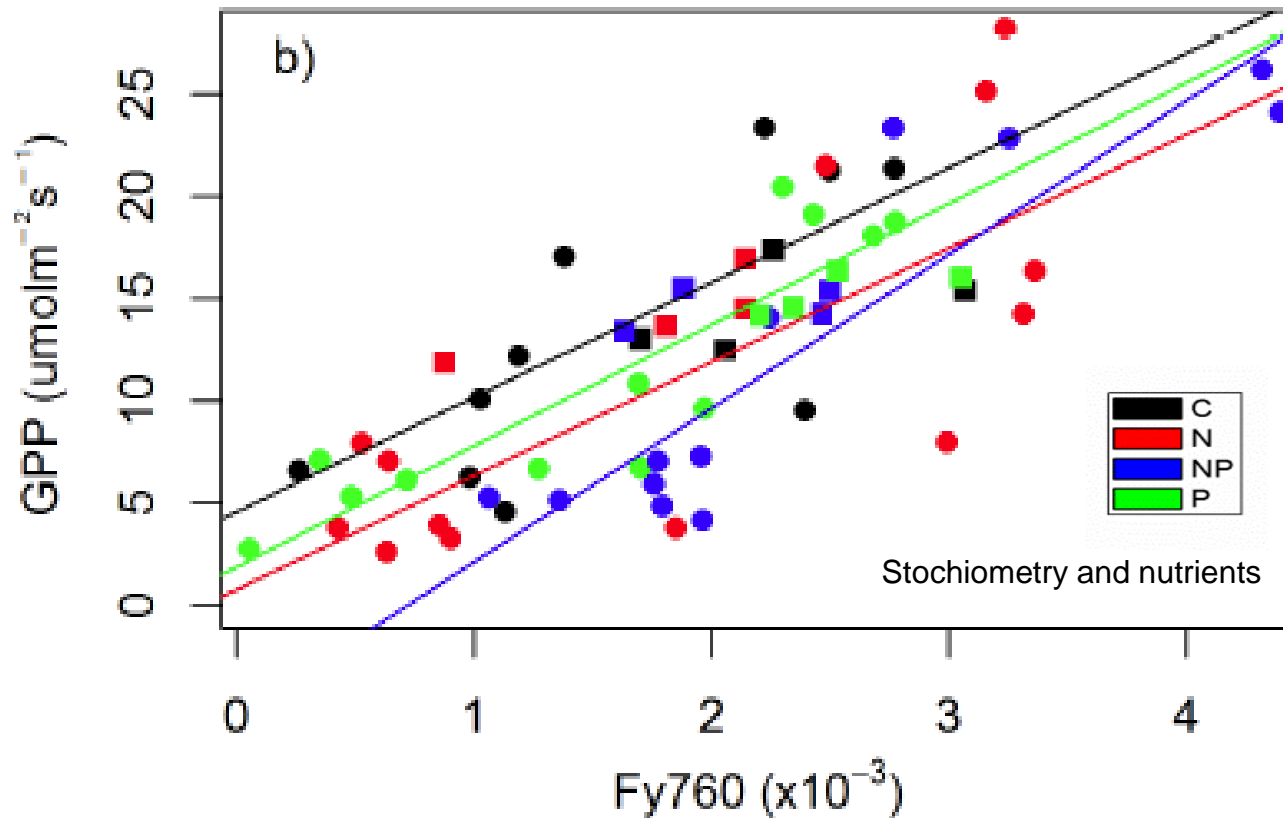 b)
GPP (umolm⁻²s⁻¹)
25
20
15
10
5
0
C
N
NP
P
Stochiometry and nutrients
0 1 2 3 4
Fy760 (x10⁻³)